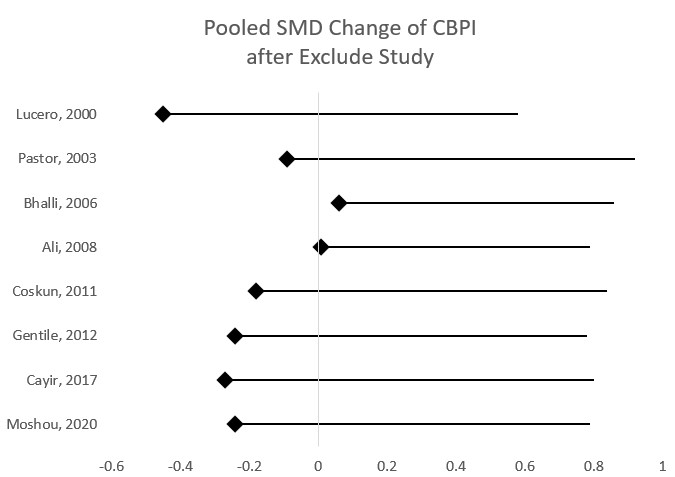 Pooled SMD Change of CBPI
after Exclude Study
Lucero, 2000
Pastor, 2003
Bhalli, 2006
Ali, 2008
Coskun, 2011
Gentile, 2012
Cayir, 2017
Moshou, 2020
-0.6 -0.4 -0.2 0 0.2 0.4 0.6 0.8 1